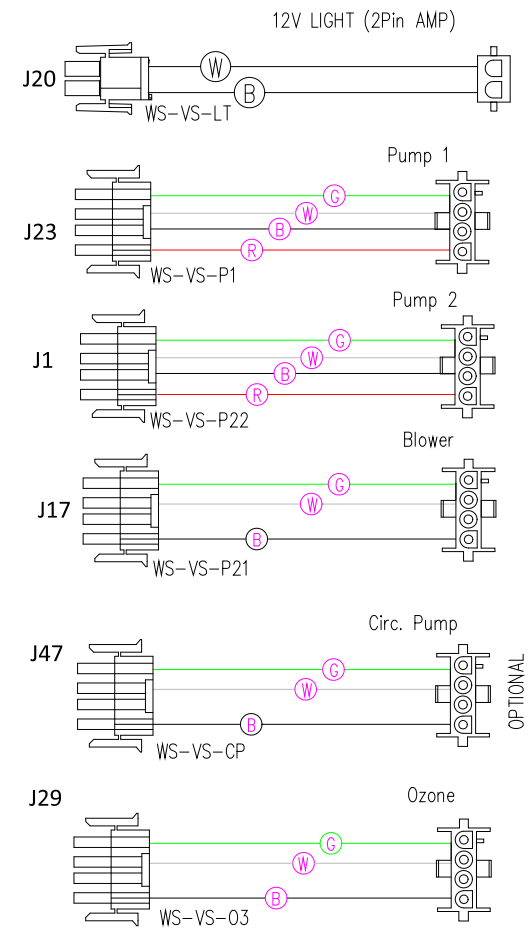 12V LIGHT (2Pin AMP)
J20
W
B
WS-VS-LT
Pump 1
G
W
J23
B
R
WS-VS-P1
Pump 2
G
J1
W
B
R
WS-VS-P22
Blower
G
W
J17
B
WS-VS-P21
Circ. Pump
J47
G
W
OPTIONAL
B
WS-VS-CP
J29
Ozone
G
W
B
WS-VS-O3